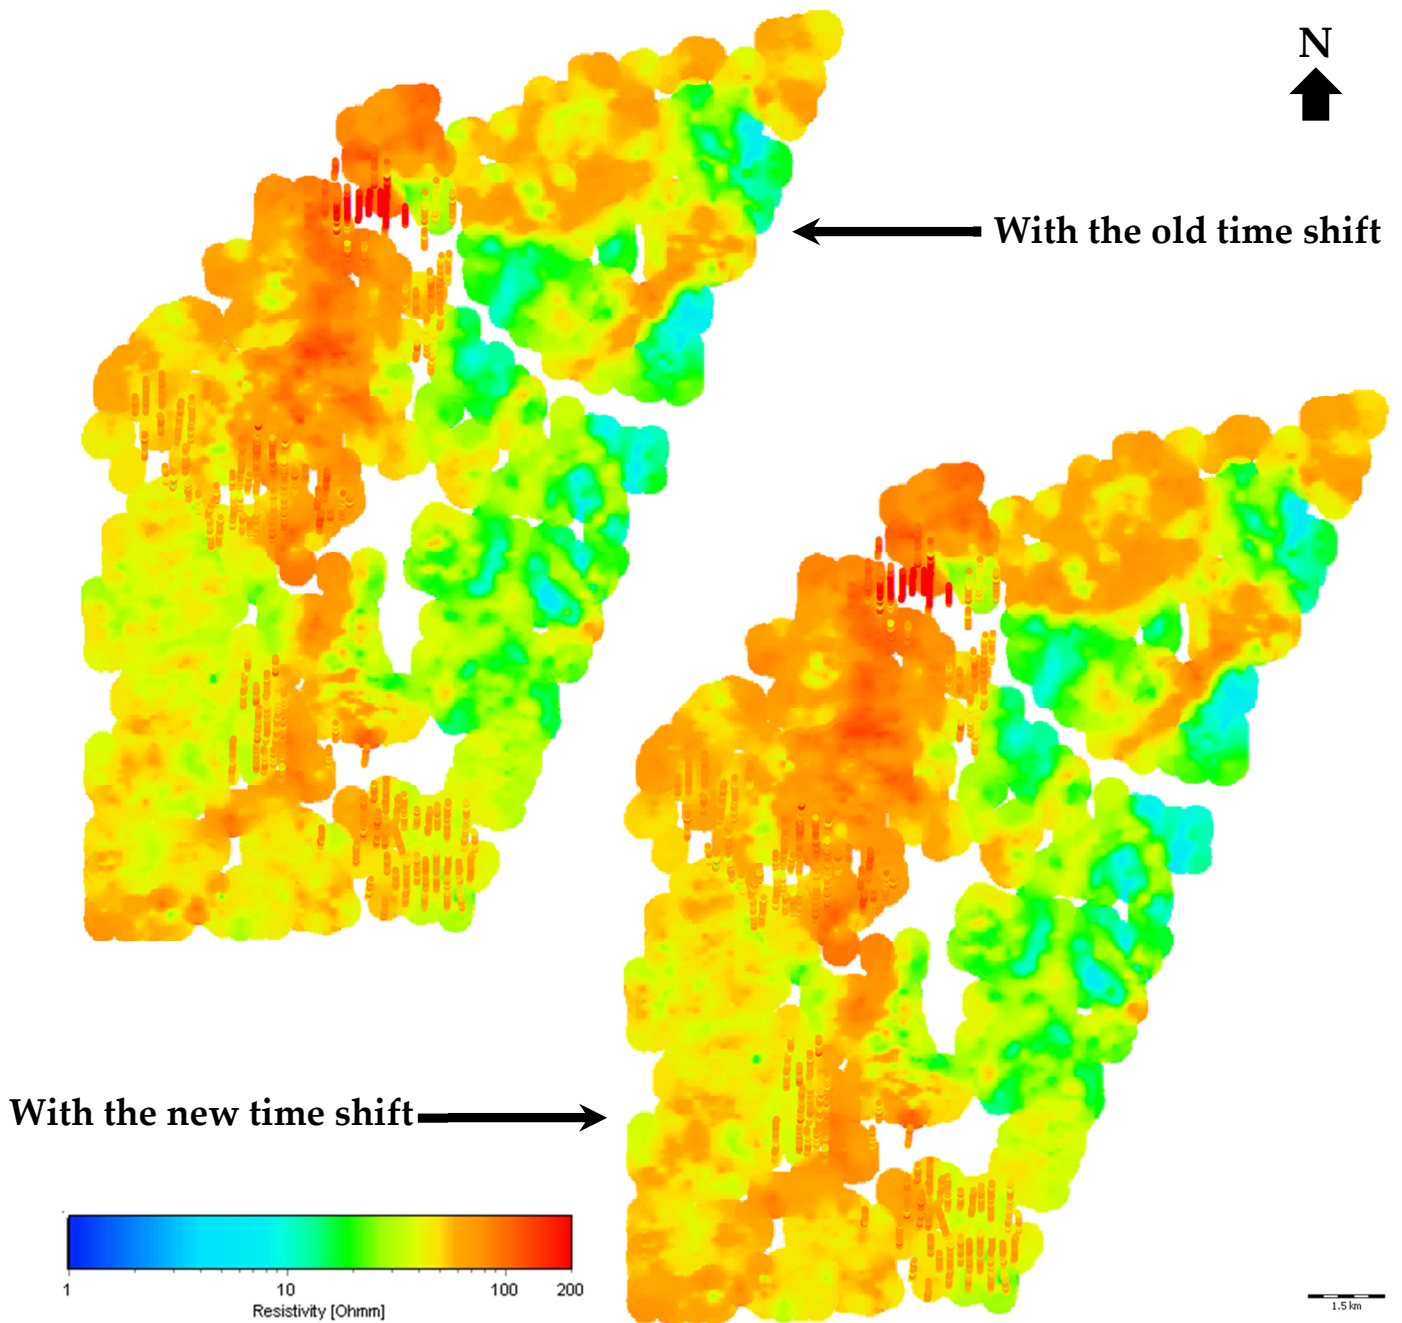 N
With the old time shift
With the new time shift
1 10 100 200
Resistivity [Ohmm]
1.5 km